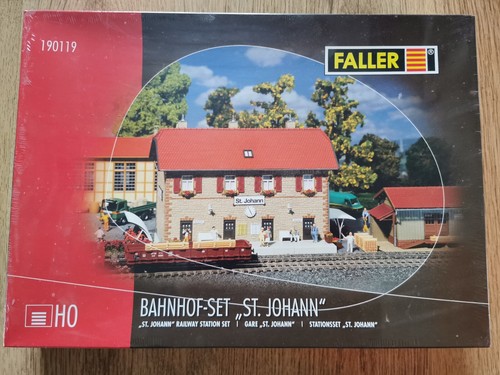 190119
FALLER
St. Johann
HO
BAHNHOF-SET „ST. JOHANN“
„ST. JOHANN“ RAILWAY STATION SET | GARE „ST. JOHANN“ | STATIONSSET „ST. JOHANN“